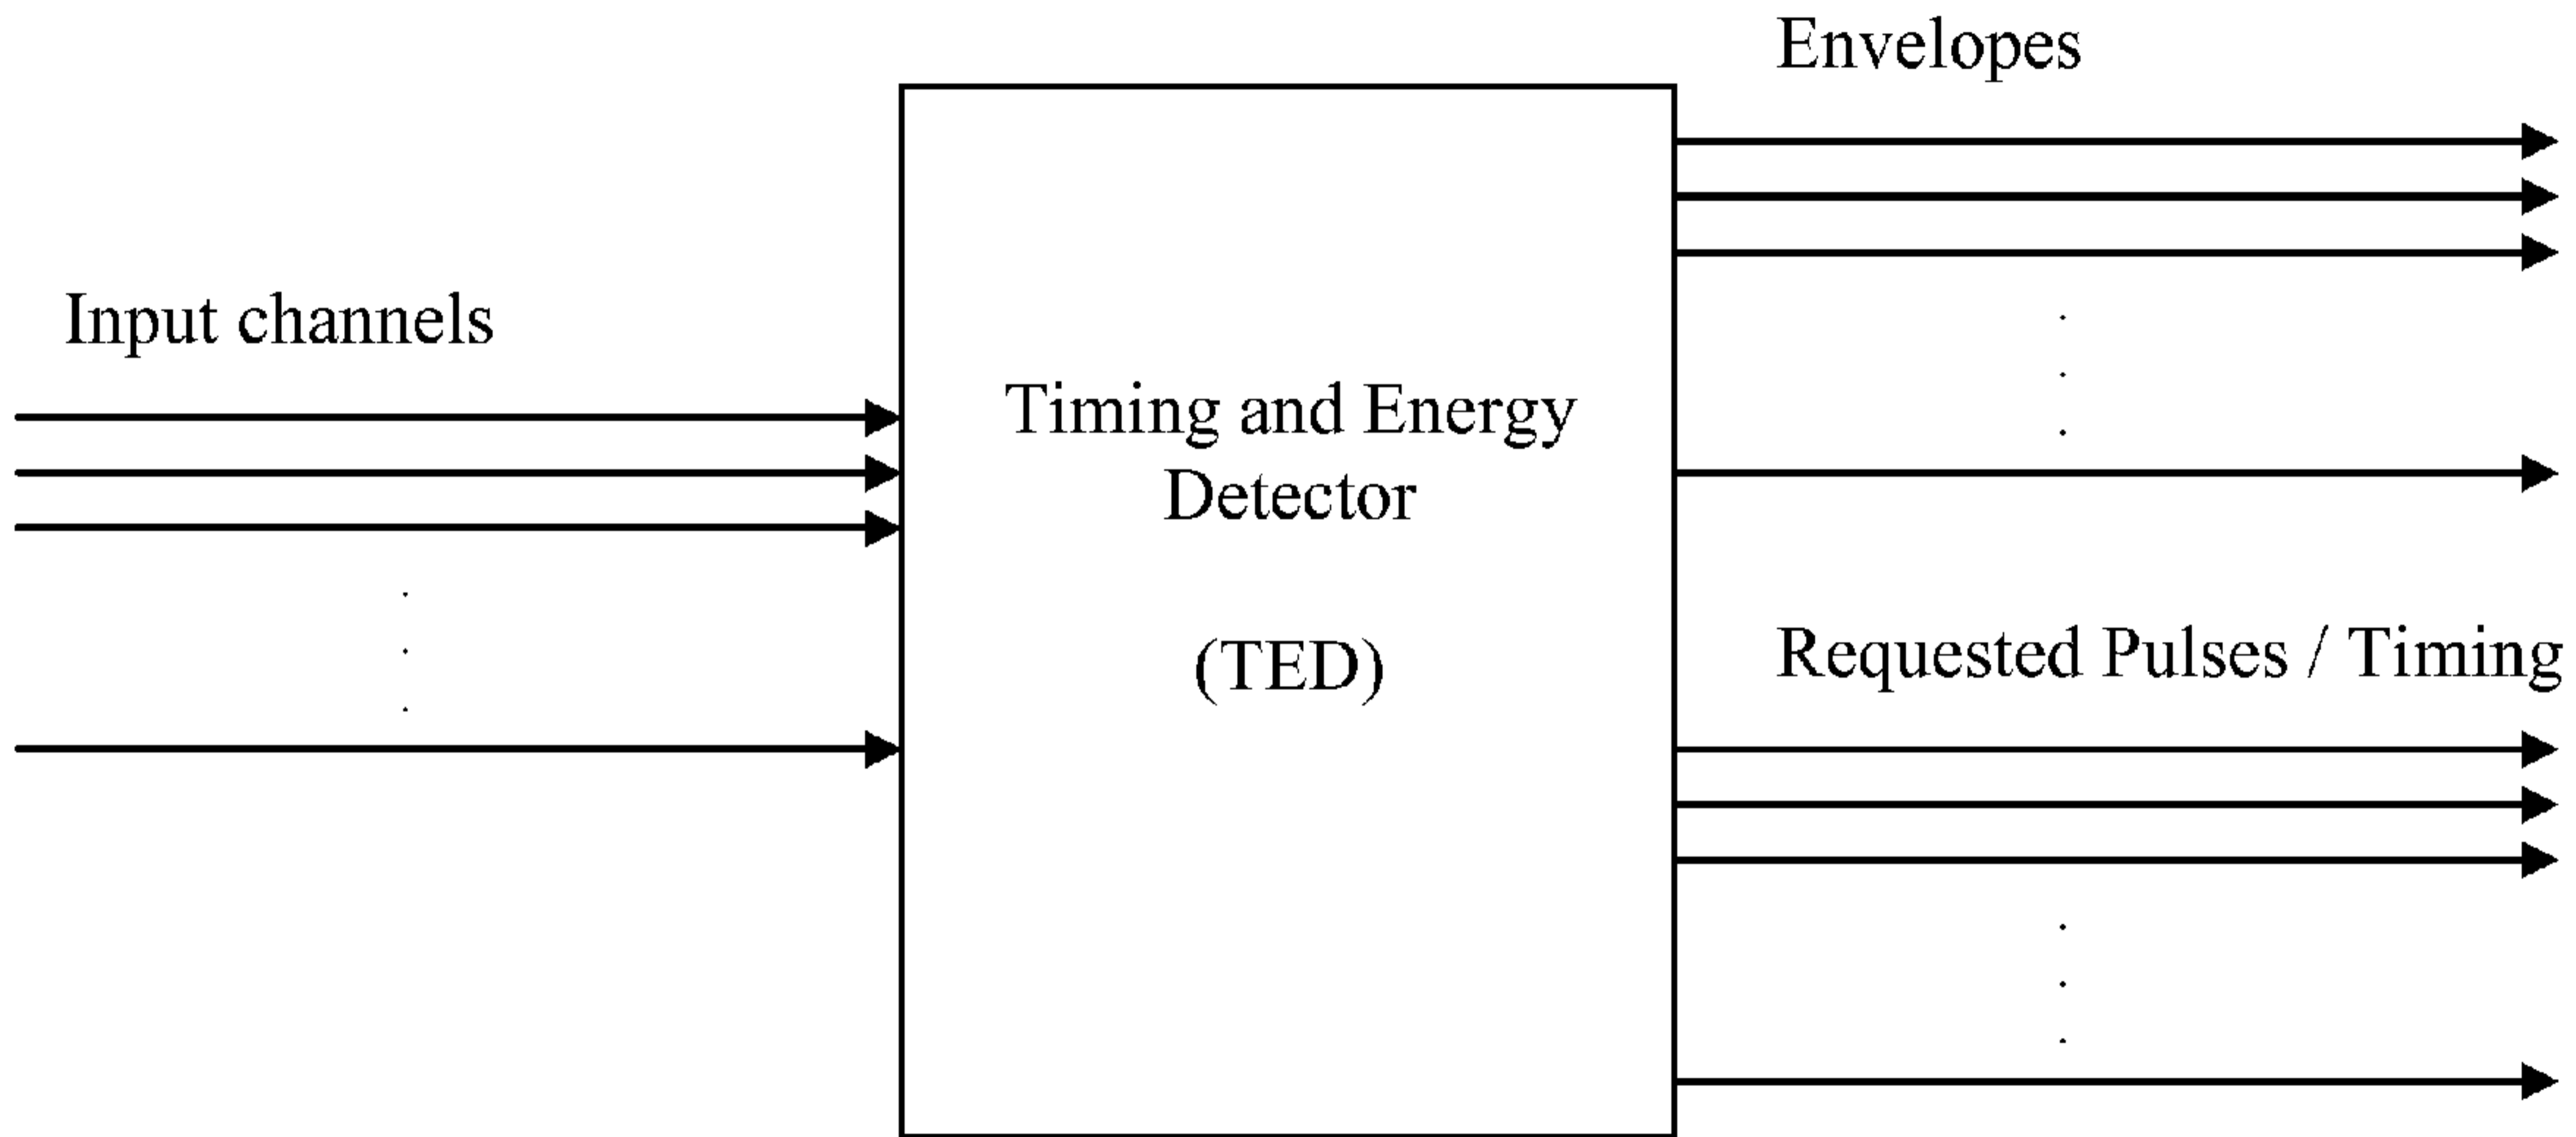 Envelopes
Input channels
Timing and Energy
Detector
(TED)
Requested Pulses / Timing